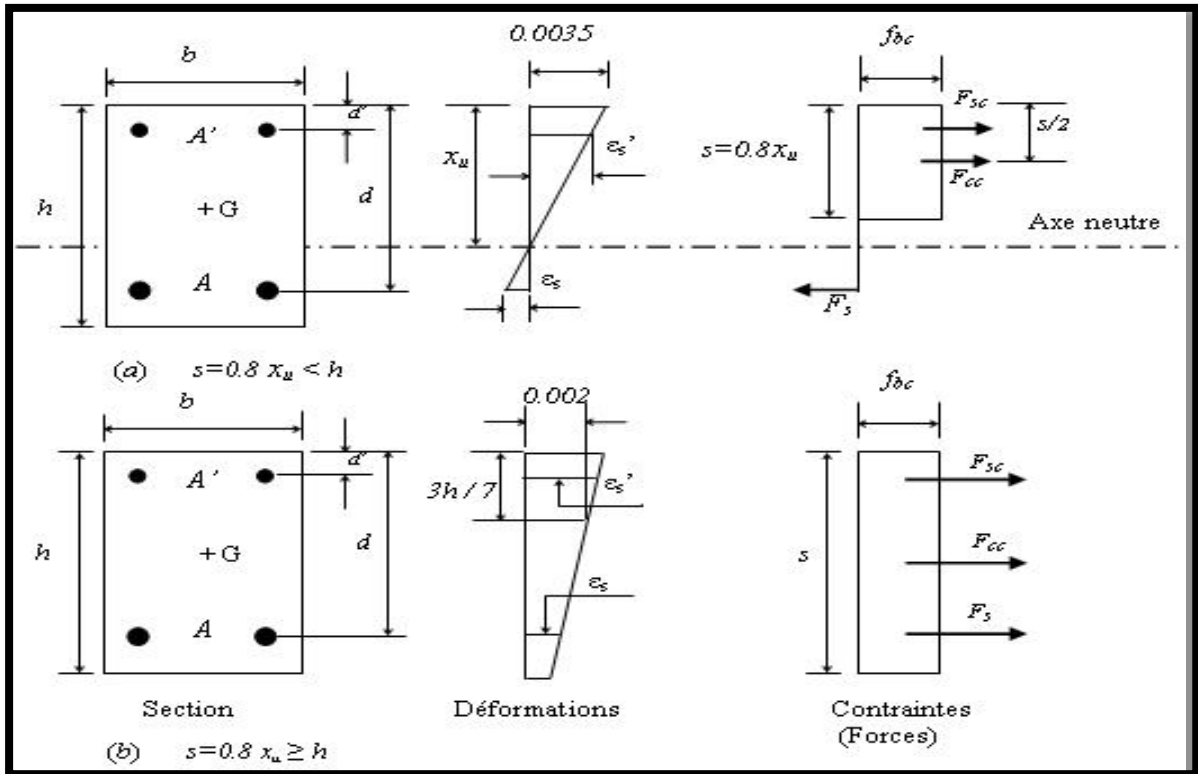 b
0.0035
f_bc
d'
A'
ε_s'
F_sc
s/2
h
+G
d
x_u
s=0.8x_u
F_cc
Axe neutre
A
ε_s
F_s
(a) s=0.8 x_u < h
b
0.002
f_bc
d'
A'
3h / 7
ε_s'
F_sc
h
+G
d
s
F_cc
ε_s
A
F_s
Section
Déformations
Contraintes
(Forces)
(b) s=0.8 x_u ≥ h